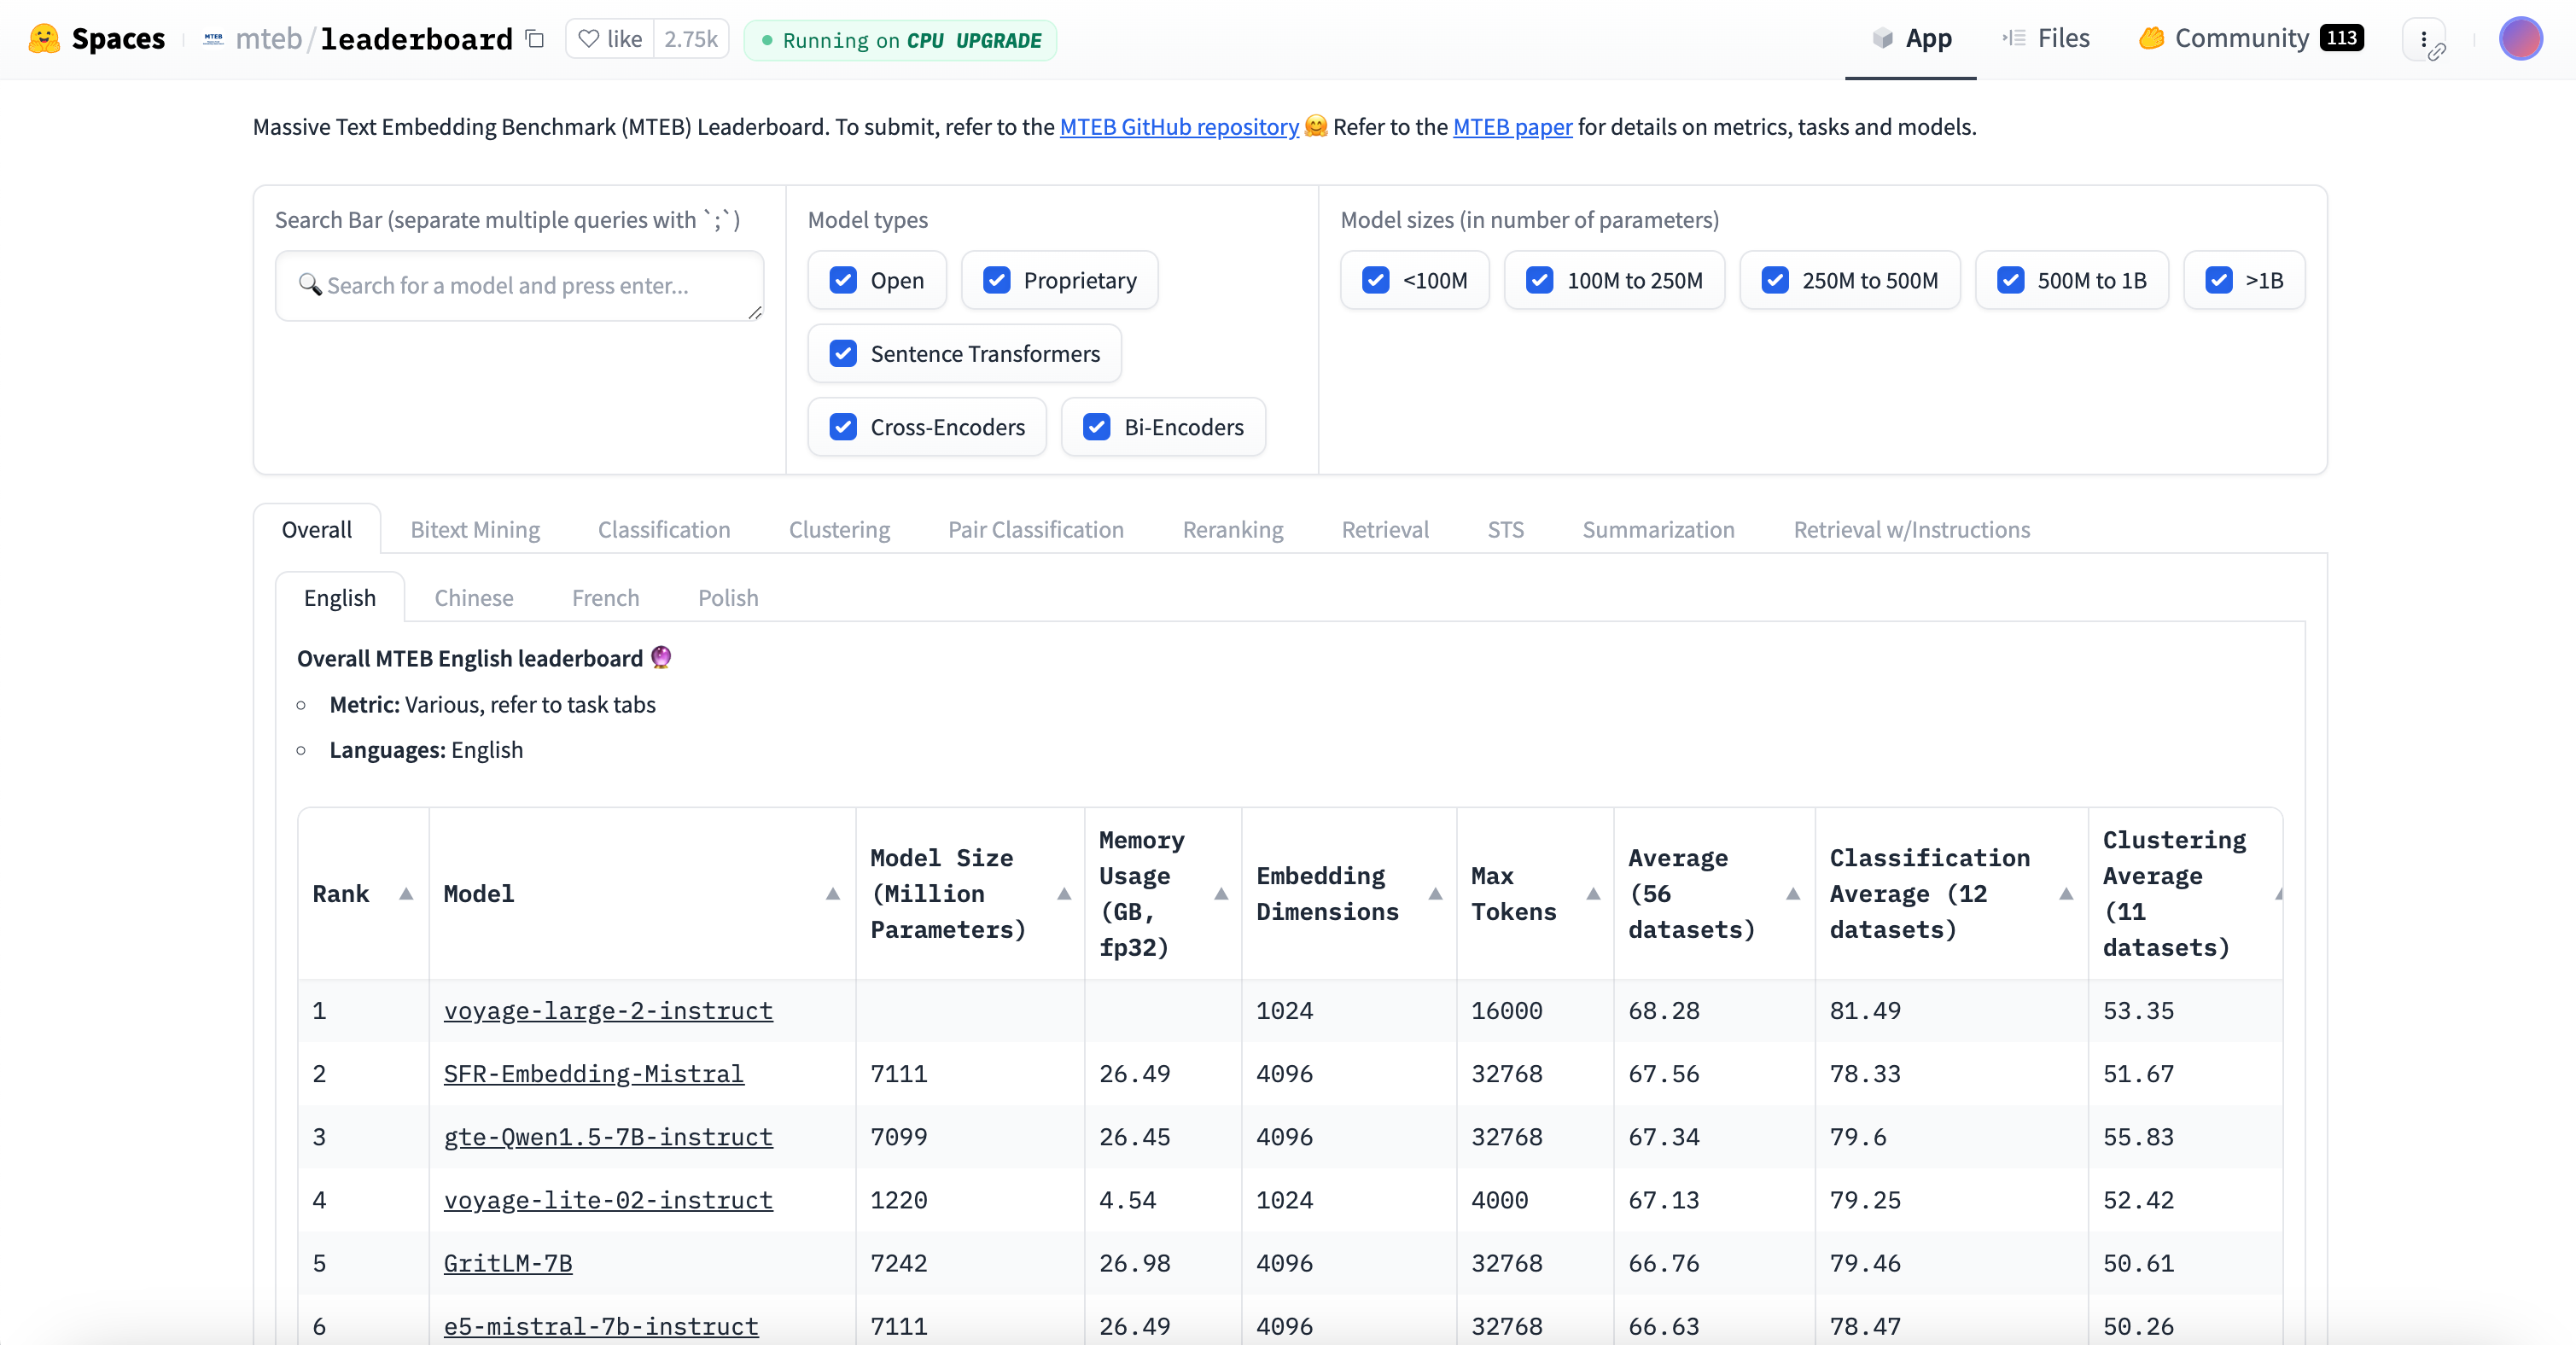 Spaces
MTEB
mteb/leaderboard
like 2.75k
Running on CPU UPGRADE
App
Files
Community 113
Massive Text Embedding Benchmark (MTEB) Leaderboard. To submit, refer to the MTEB GitHub repository 🤗 Refer to the MTEB paper for details on metrics, tasks and models.
Search Bar (separate multiple queries with `;`)
🔍 Search for a model and press enter...
Model types
Open Proprietary
Sentence Transformers
Cross-Encoders Bi-Encoders
Model sizes (in number of parameters)
<100M 100M to 250M 250M to 500M 500M to 1B >1B
Overall Bitext Mining Classification Clustering Pair Classification Reranking Retrieval STS Summarization Retrieval w/Instructions
English Chinese French Polish
Overall MTEB English leaderboard 🔮
Metric: Various, refer to task tabs
Languages: English
Rank
Model
Model Size
(Million
Parameters)
Memory
Usage
(GB,
fp32)
Embedding
Dimensions
Max
Tokens
Average
(56
datasets)
Classification
Average (12
datasets)
Clustering
Average
(11
datasets)
1 voyage-large-2-instruct 1024 16000 68.28 81.49 53.35
2 SFR-Embedding-Mistral 7111 26.49 4096 32768 67.56 78.33 51.67
3 gte-Qwen1.5-7B-instruct 7099 26.45 4096 32768 67.34 79.6 55.83
4 voyage-lite-02-instruct 1220 4.54 1024 4000 67.13 79.25 52.42
5 GritLM-7B 7242 26.98 4096 32768 66.76 79.46 50.61
6 e5-mistral-7b-instruct 7111 26.49 4096 32768 66.63 78.47 50.26